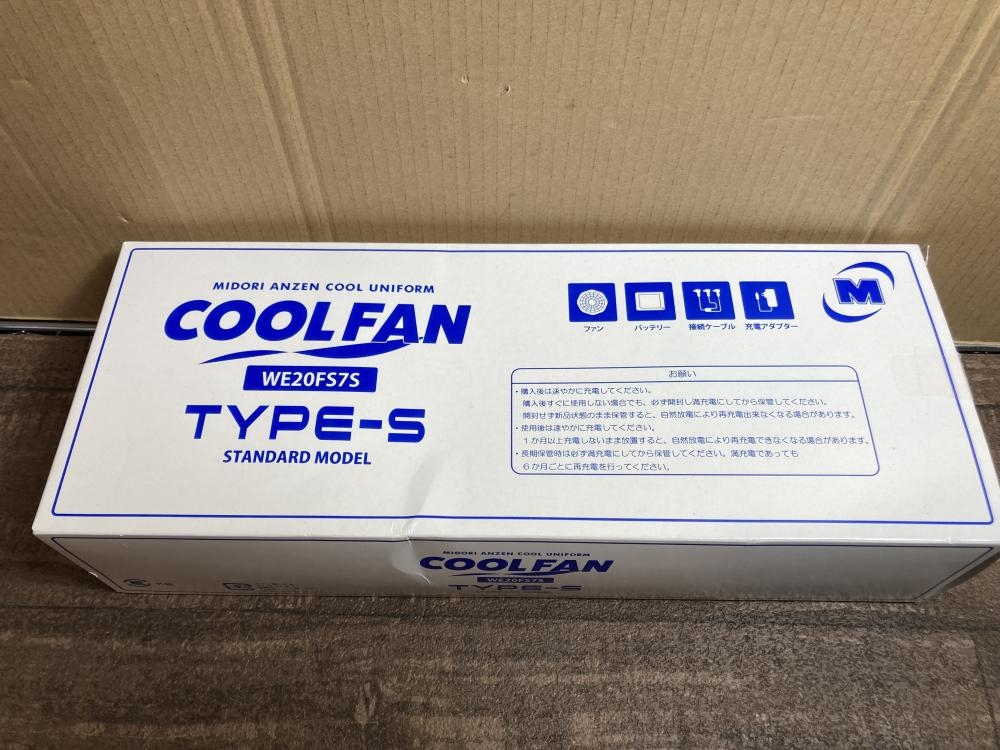 MIDORI ANZEN COOL UNIFORM
COOLFAN
WE20FS7S
TYPE-S
STANDARD MODEL
ファン
バッテリー
接続ケーブル
充電アダプター
M
お願い
・購入後は速やかに充電してください。
購入後すぐに使用しない場合でも、必ず開封し満充電にしてから保管してください。
開封せず新品状態のまま保管すると、自然放電により再充電出来なくなる場合があります。
・使用後は速やかに充電してください。
1か月以上充電しないまま放置すると、自然放電により再充電できなくなる場合があります。
・長期保管時は必ず満充電にしてから保管してください。満充電であっても
6か月ごとに再充電を行ってください。
MIDORI ANZEN COOL UNIFORM
COOLFAN
WE20FS7S
TYPE-S